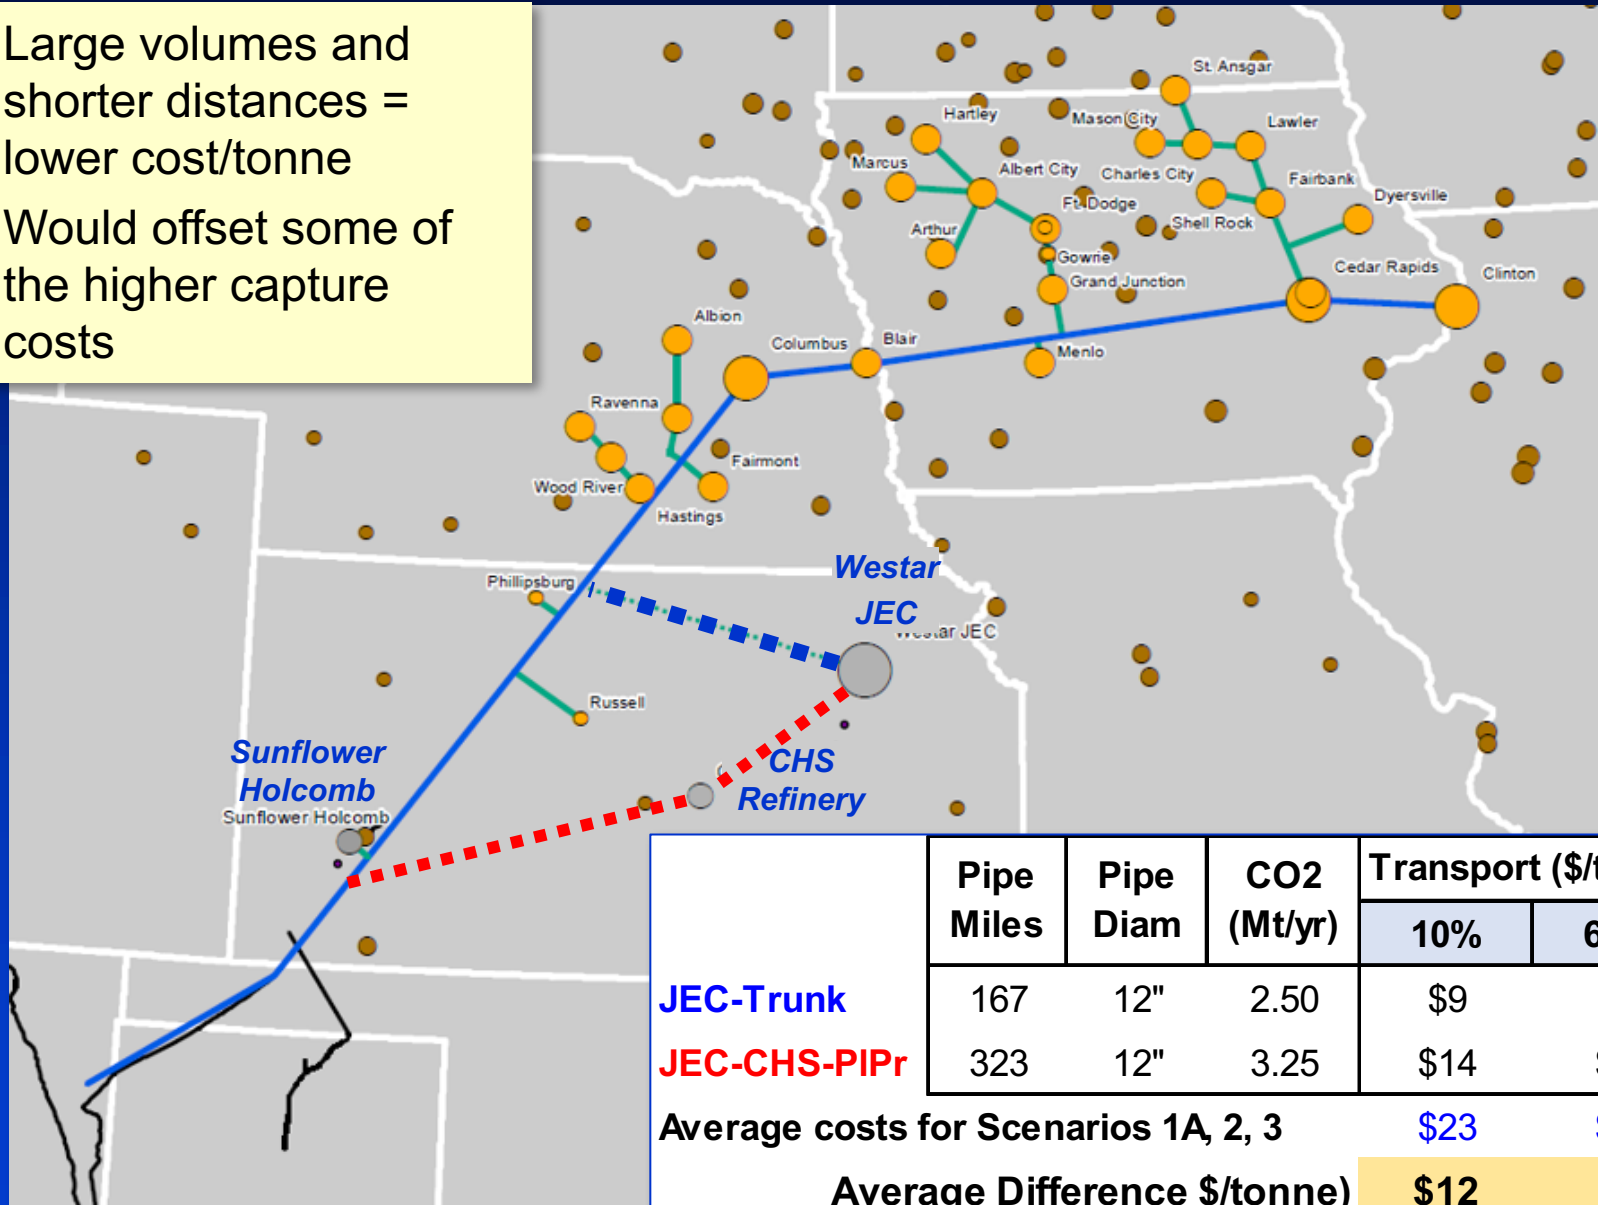 Large volumes and
shorter distances =
lower cost/tonne
Would offset some of
the higher capture
costs
St. Ansgar
Hartley
Mason City
Lawler
Marcus
Albert City
Charles City
Fairbank
Dyersville
Ft. Dodge
Shell Rock
Arthur
Gowrie
Cedar Rapids
Clinton
Grand Junction
Albion
Columbus
Blair
Menlo
Ravenna
Fairmont
Wood River
Hastings
Westar
JEC
Phillipsburg
JEC
Russell
Sunflower
Holcomb
CHS
Refinery
Sunflower Holcomb
Pipe Miles Pipe Diam CO2 (Mt/yr) Transport ($/
10%
JEC-Trunk 167 12" 2.50 $9
JEC-CHS-PlPr 323 12" 3.25 $14
Average costs for Scenarios 1A, 2, 3 $23
Average Difference $/tonne) $12